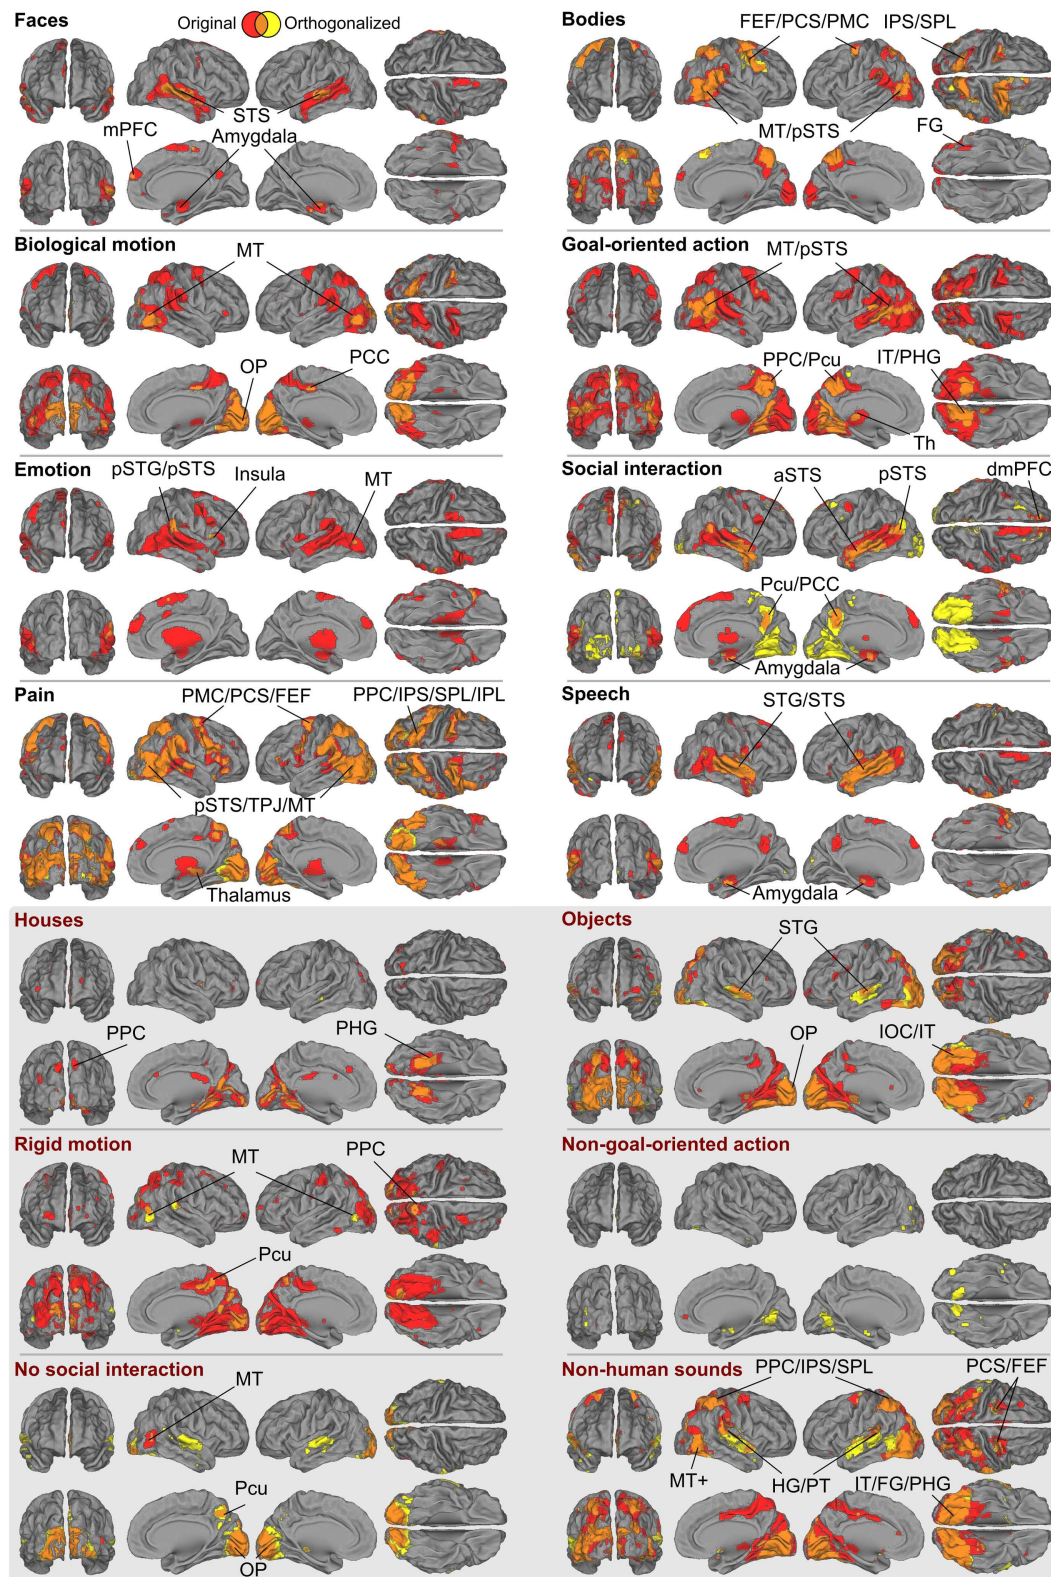 Faces
Original Orthogonalized
STS
mPFC
Amygdala
Bodies
FEF/PCS/PMC IPS/SPL
MT/pSTS
FG
Biological motion
MT
OP
PCC
Goal-oriented action
MT/pSTS
PPC/Pcu
IT/PHG
Th
Emotion
pSTG/pSTS
Insula
MT
Social interaction
aSTS
pSTS
dmPFC
Pcu/PCC
Amygdala
Pain
PMC/PCS/FEF
PPC/IPS/SPL/IPL
pSTS/TPJ/MT
Thalamus
Speech
STG/STS
Amygdala
Houses
PPC
PHG
Objects
STG
OP
IOC/IT
Rigid motion
MT
PPC
Pcu
Non-goal-oriented action
No social interaction
MT
Pcu
OP
Non-human sounds
PPC/IPS/SPL
PCS/FEF
MT+
HG/PT
IT/FG/PHG